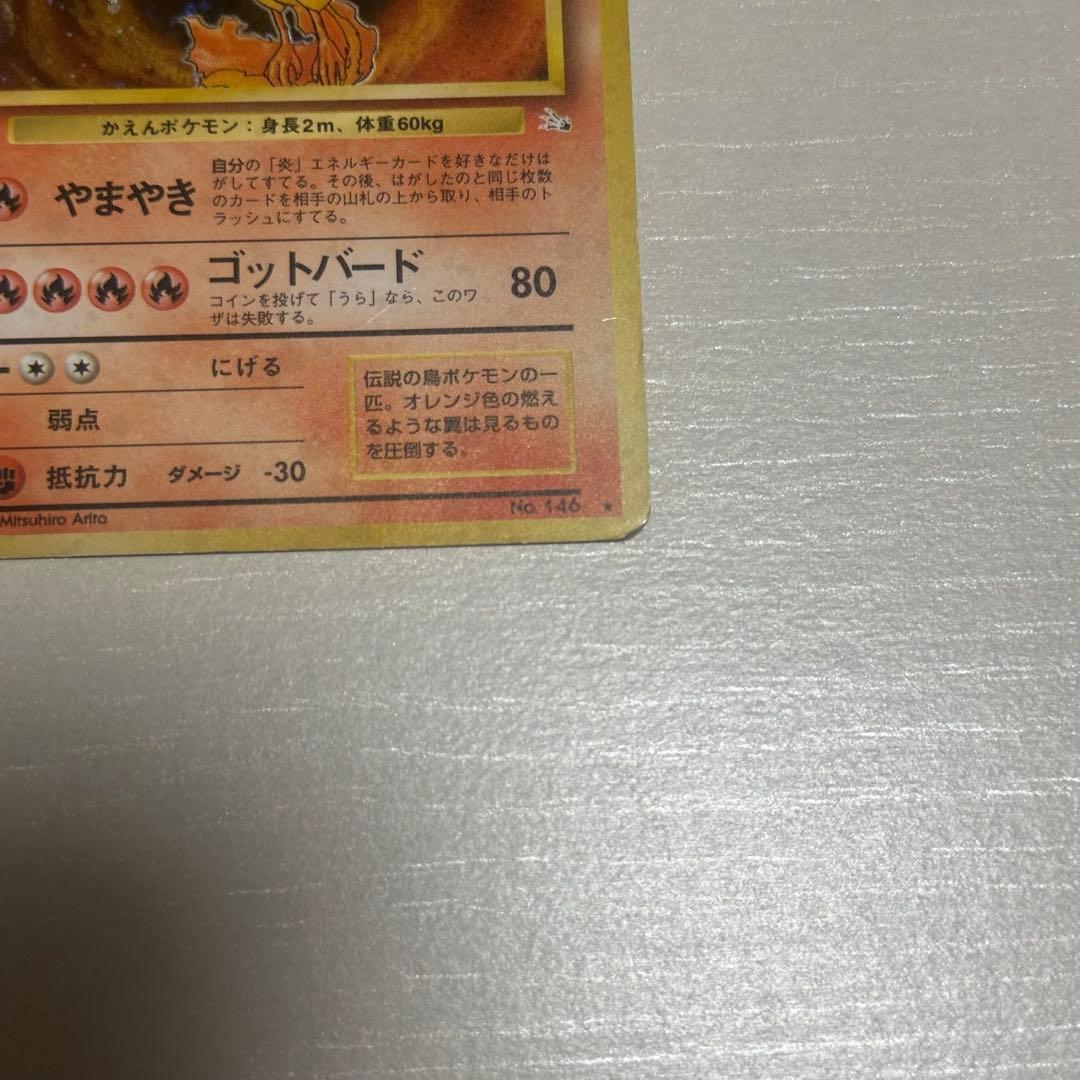 かえんポケモン：身長2m、体重60kg
やまやき
自分の「炎」エネルギーカードを好きなだけは
がしてすてる。その後、はがしたのと同じ枚数
のカードを相手の山札の上から取り、相手のト
ラッシュにすてる。
ゴットバード
80
コインを投げて「うら」なら、このワ
ザは失敗する。
ー
にげる
弱点
抵抗力 ダメージ -30
伝説の鳥ポケモンの一
匹。オレンジ色の燃え
るような翼は見るもの
を圧倒する。
Mitsuhiro Arita
No. 146 ★